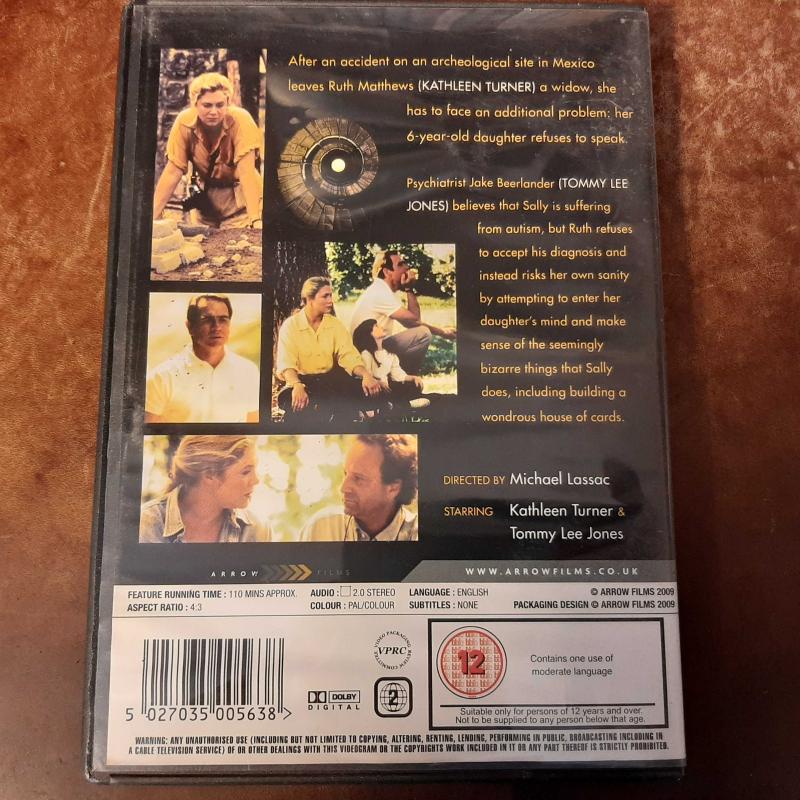 After an accident on an archeological site in Mexico
leaves Ruth Matthews (KATHLEEN TURNER) a widow, she
has to face an additional problem: her
6-year-old daughter refuses to speak.
Psychiatrist Jake Beerlander (TOMMY LEE
JONES) believes that Sally is suffering
from autism, but Ruth refuses
to accept his diagnosis and
instead risks her own sanity
by attempting to enter her
daughter's mind and make
sense of the seemingly
bizarre things that Sally
does, including building a
wondrous house of cards.
DIRECTED BY Michael Lassac
STARRING Kathleen Turner &
Tommy Lee Jones
ARROW FILMS
WWW.ARROWFILMS.CO.UK
FEATURE RUNNING TIME : 110 MINS APPROX. AUDIO : 2.0 STEREO LANGUAGE : ENGLISH © ARROW FILMS 2009
ASPECT RATIO : 4:3 COLOUR : PAL/COLOUR SUBTITLES : NONE PACKAGING DESIGN © ARROW FILMS 2009
VIDEO PACKAGING REVIEW COMMITTEE
VPRC
12
Contains one use of
moderate language
DOLBY
DIGITAL
2
Suitable only for persons of 12 years and over.
Not to be supplied to any person below that age.
5 027035 005638 >
WARNING: ANY UNAUTHORISED USE (INCLUDING BUT NOT LIMITED TO COPYING, ALTERING, RENTING, LENDING, PERFORMING IN PUBLIC, BROADCASTING INCLUDING IN
A CABLE TELEVISION SERVICE) OF OR OTHER DEALINGS WITH THIS VIDEOGRAM OR THE COPYRIGHTS WORK INCLUDED IN IT OR ANY PART THEREOF IS STRICTLY PROHIBITED.